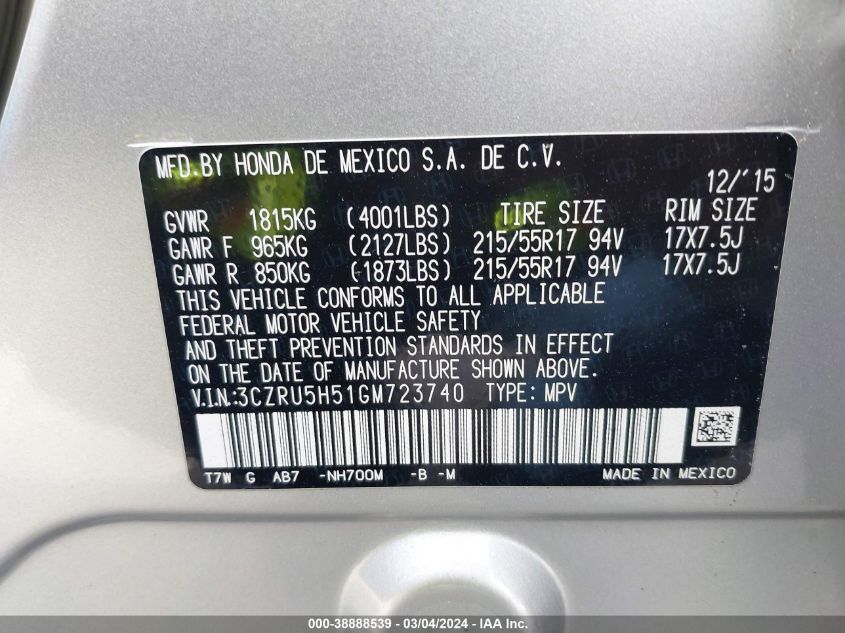 MFD.BY HONDA DE MEXICO S.A. DE C.V.
12/'15
GVWR 1815KG (4001LBS) TIRE SIZE RIM SIZE
GAWR F 965KG (2127LBS) 215/55R17 94V 17X7.5J
GAWR R 850KG (1873LBS) 215/55R17 94V 17X7.5J
THIS VEHICLE CONFORMS TO ALL APPLICABLE
FEDERAL MOTOR VEHICLE SAFETY
AND THEFT PREVENTION STANDARDS IN EFFECT
ON THE DATE OF MANUFACTURE SHOWN ABOVE.
V.I.N.:3CZRU5H51GM723740 TYPE: MPV
T7W G AB7 -NH700M -B -M MADE IN MEXICO
000-38888539 - 03/04/2024 - IAA Inc.